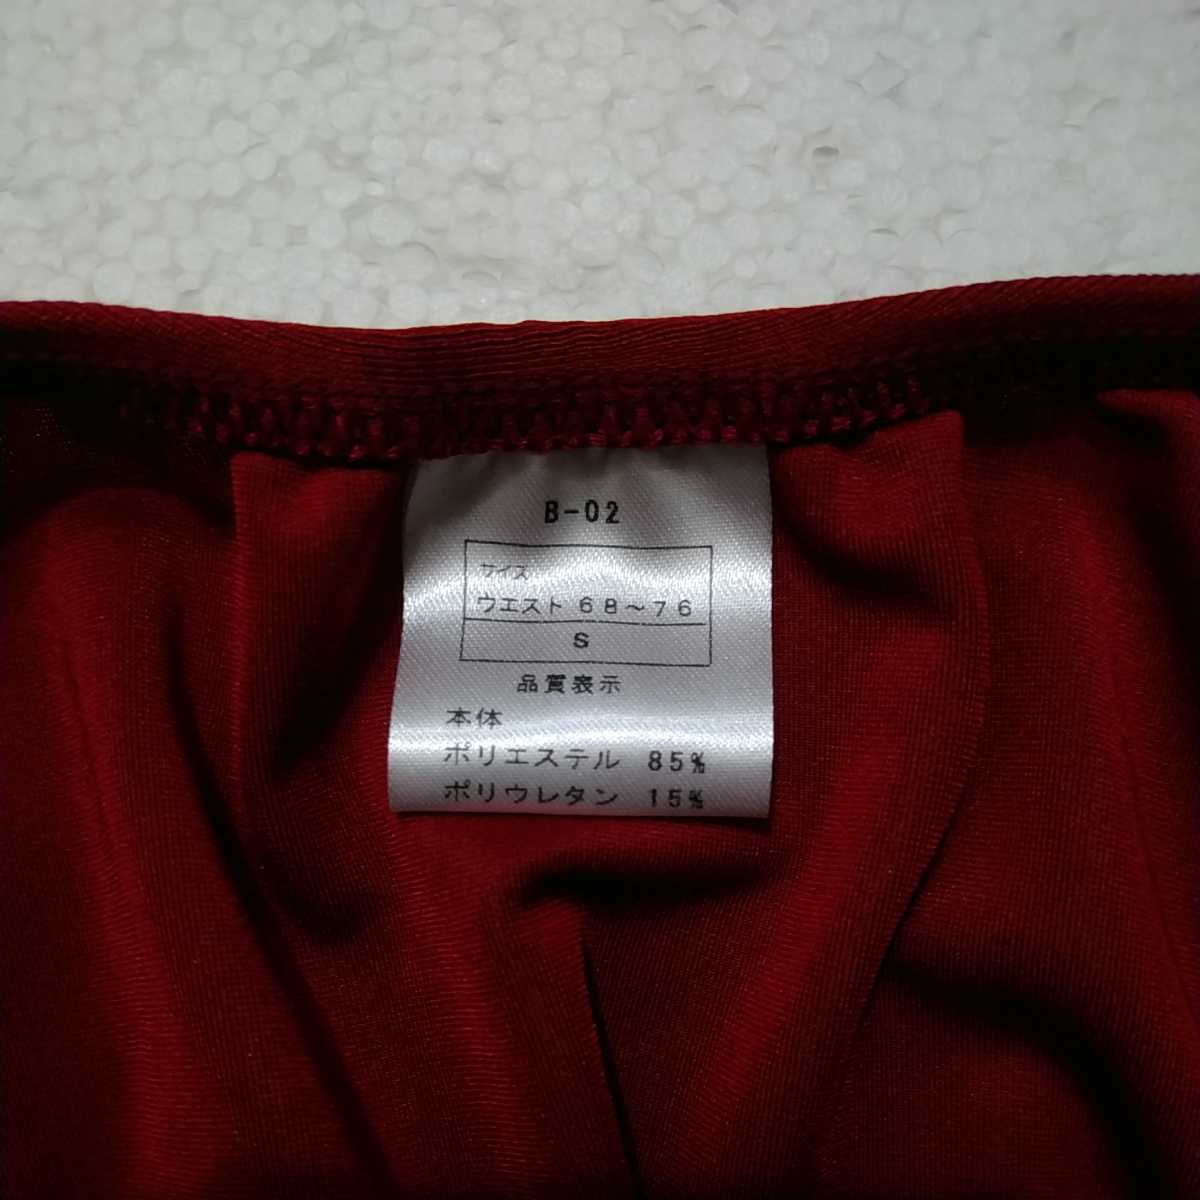 B-02
サイズ
ウエスト 68～76
S
品質表示
本体
ポリエステル 85%
ポリウレタン 15%